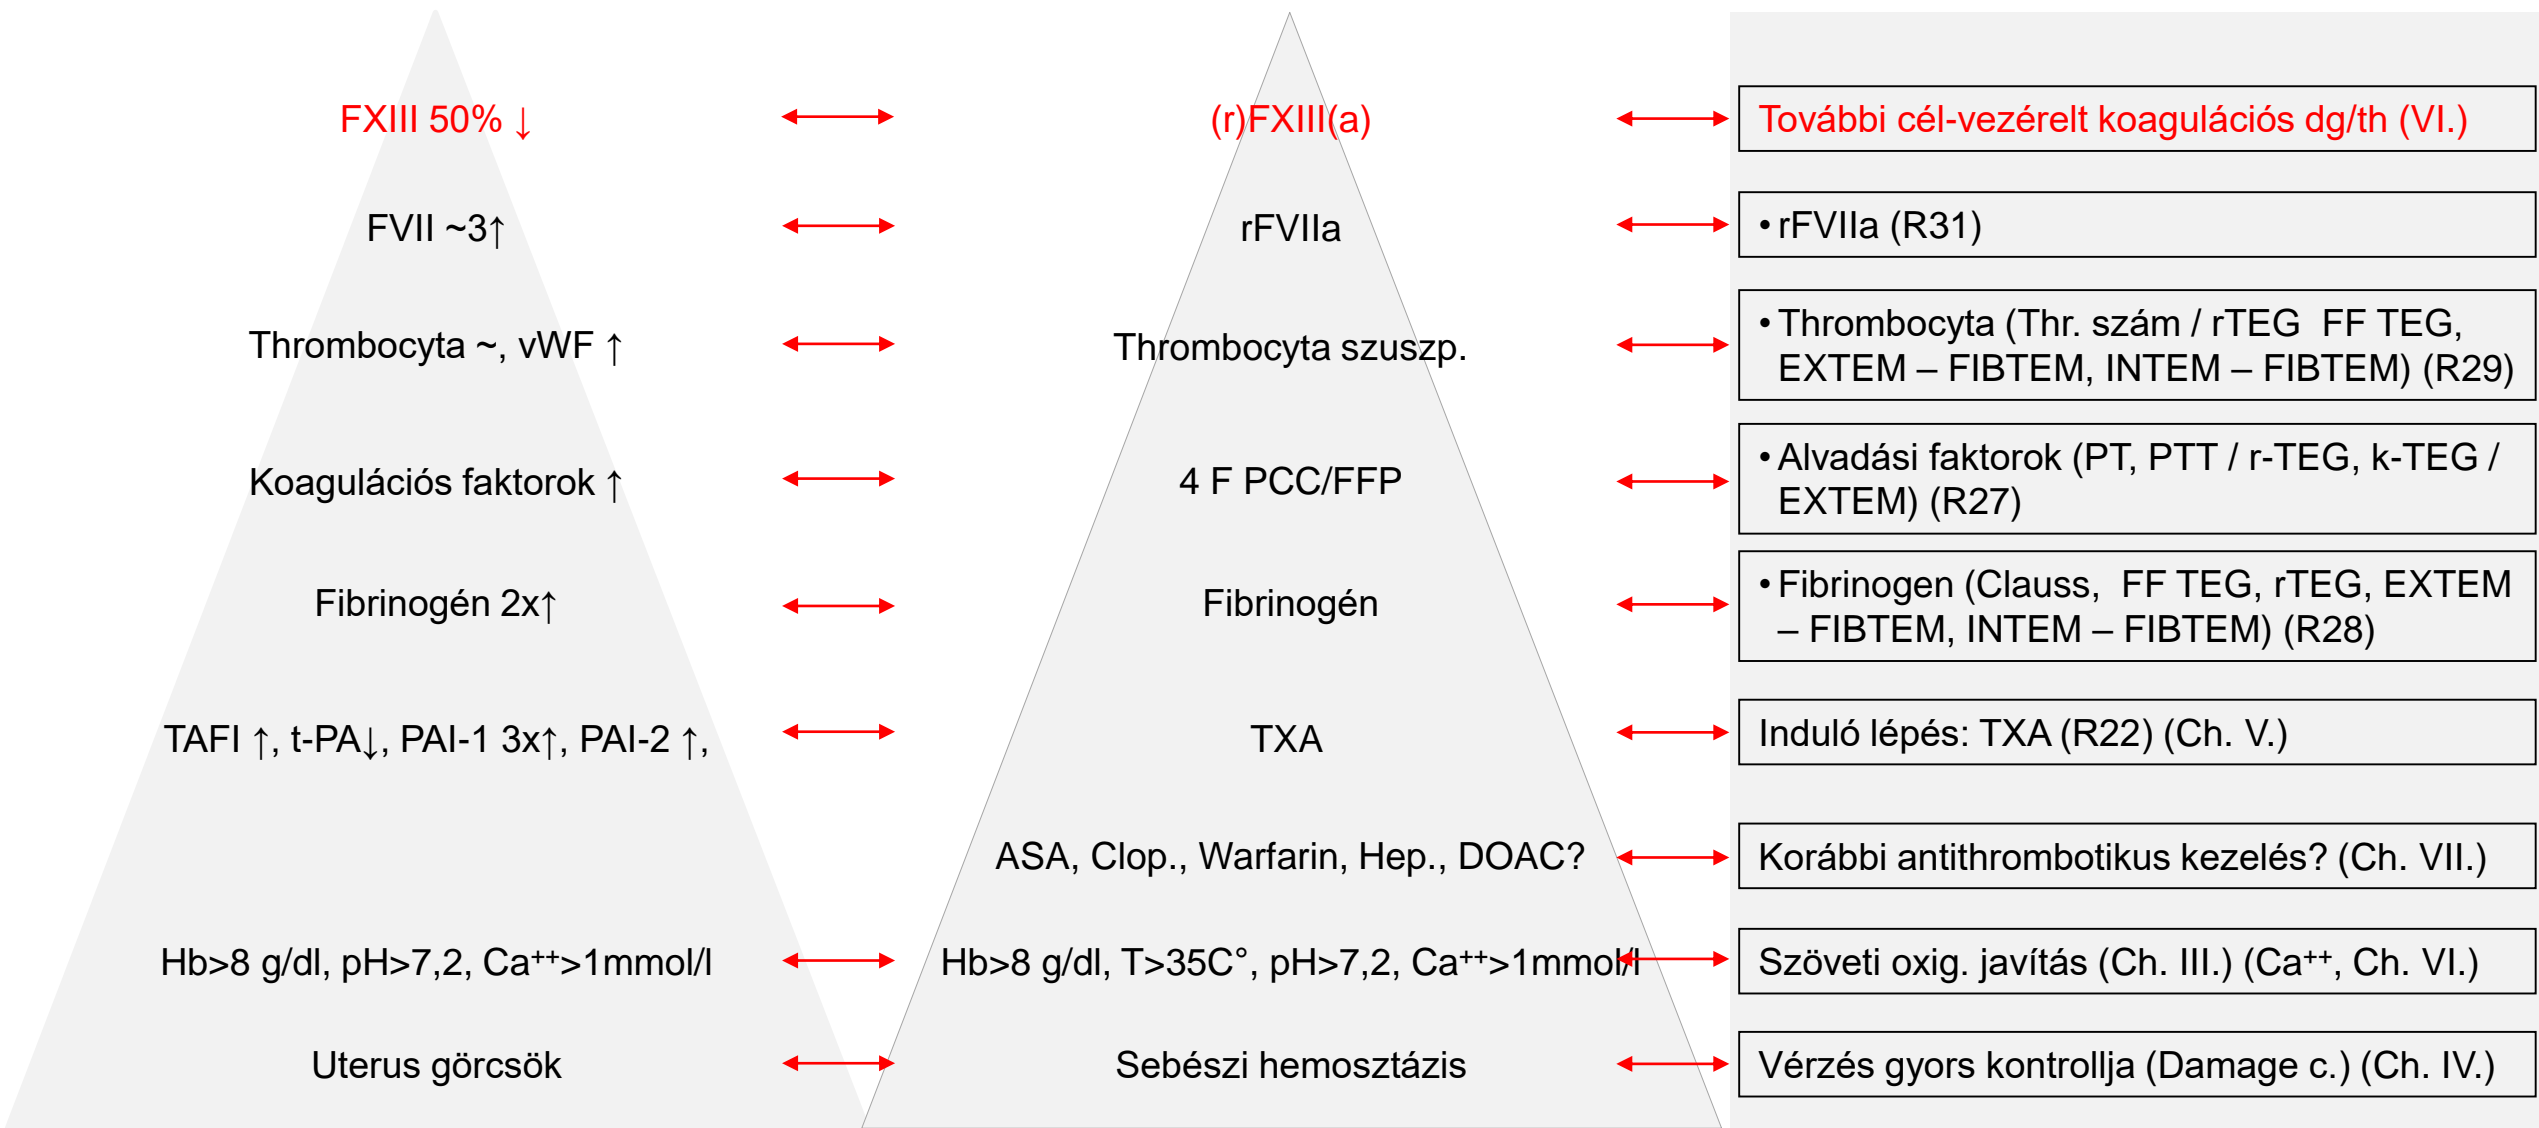 FXIII 50% ↓
(r)FXIII(a)
További cél-vezérelt koagulációs dg/th (VI.)
FVII ~3↑
rFVIIa
• rFVIIa (R31)
Thrombocyta ~, vWF ↑
Thrombocyta szuszp.
• Thrombocyta (Thr. szám / rTEG FF TEG,
EXTEM – FIBTEM, INTEM – FIBTEM) (R29)
Koagulációs faktorok ↑
4 F PCC/FFP
• Alvadási faktorok (PT, PTT / r-TEG, k-TEG /
EXTEM) (R27)
Fibrinogén 2x↑
Fibrinogén
• Fibrinogen (Clauss, FF TEG, rTEG, EXTEM
– FIBTEM, INTEM – FIBTEM) (R28)
TAFI ↑, t-PA↓, PAI-1 3x↑, PAI-2 ↑,
TXA
Induló lépés: TXA (R22) (Ch. V.)
ASA, Clop., Warfarin, Hep., DOAC?
Korábbi antithrombotikus kezelés? (Ch. VII.)
Hb>8 g/dl, pH>7,2, Ca⁺⁺>1mmol/l
Hb>8 g/dl, T>35C°, pH>7,2, Ca⁺⁺>1mmol/l
Szöveti oxig. javítás (Ch. III.) (Ca⁺⁺, Ch. VI.)
Uterus görcsök
Sebészi hemosztázis
Vérzés gyors kontrollja (Damage c.) (Ch. IV.)